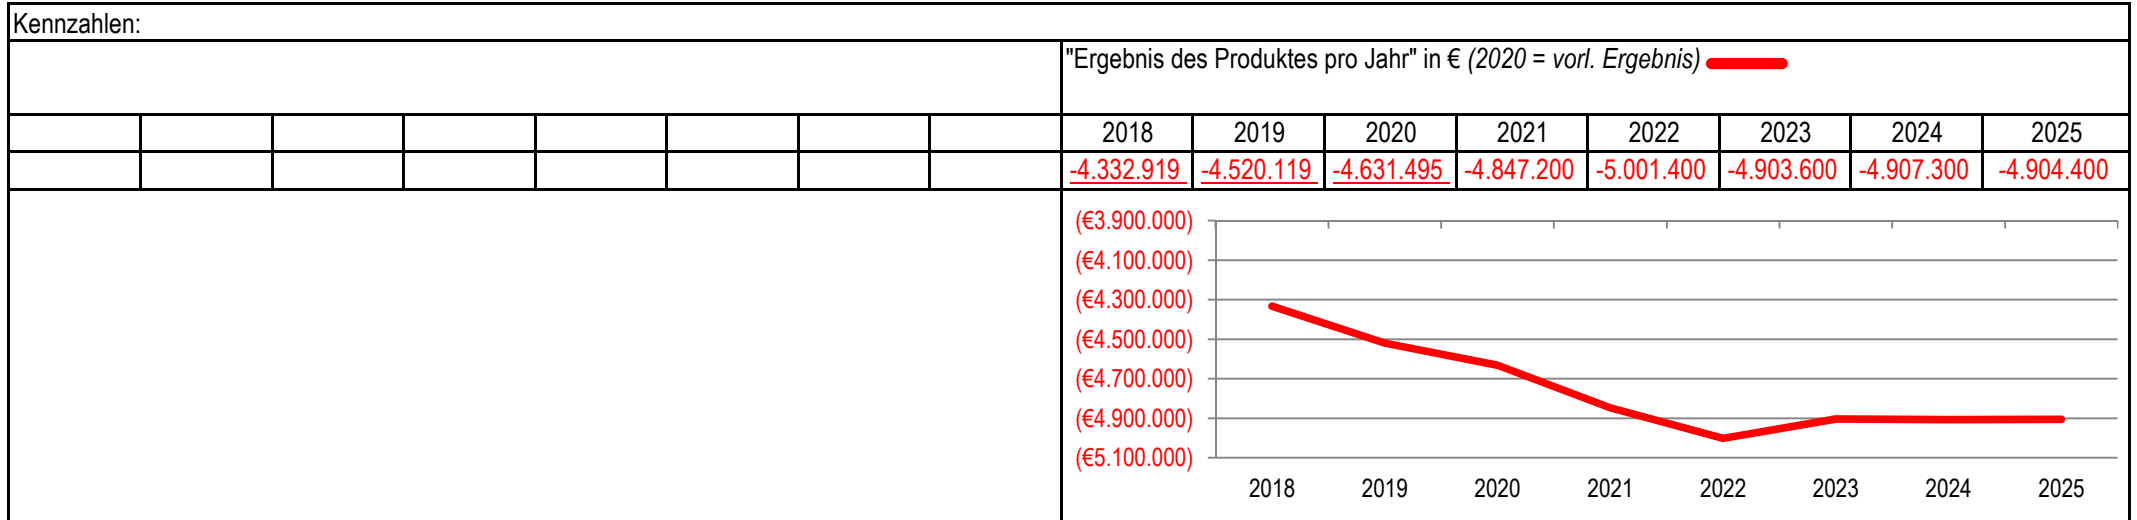 Kennzahlen:
"Ergebnis des Produktes pro Jahr" in € (2020 = vorl. Ergebnis)
2018 2019 2020 2021 2022 2023 2024 2025
-4.332.919 -4.520.119 -4.631.495 -4.847.200 -5.001.400 -4.903.600 -4.907.300 -4.904.400
(€3.900.000)
(€4.100.000)
(€4.300.000)
(€4.500.000)
(€4.700.000)
(€4.900.000)
(€5.100.000)
2018 2019 2020 2021 2022 2023 2024 2025